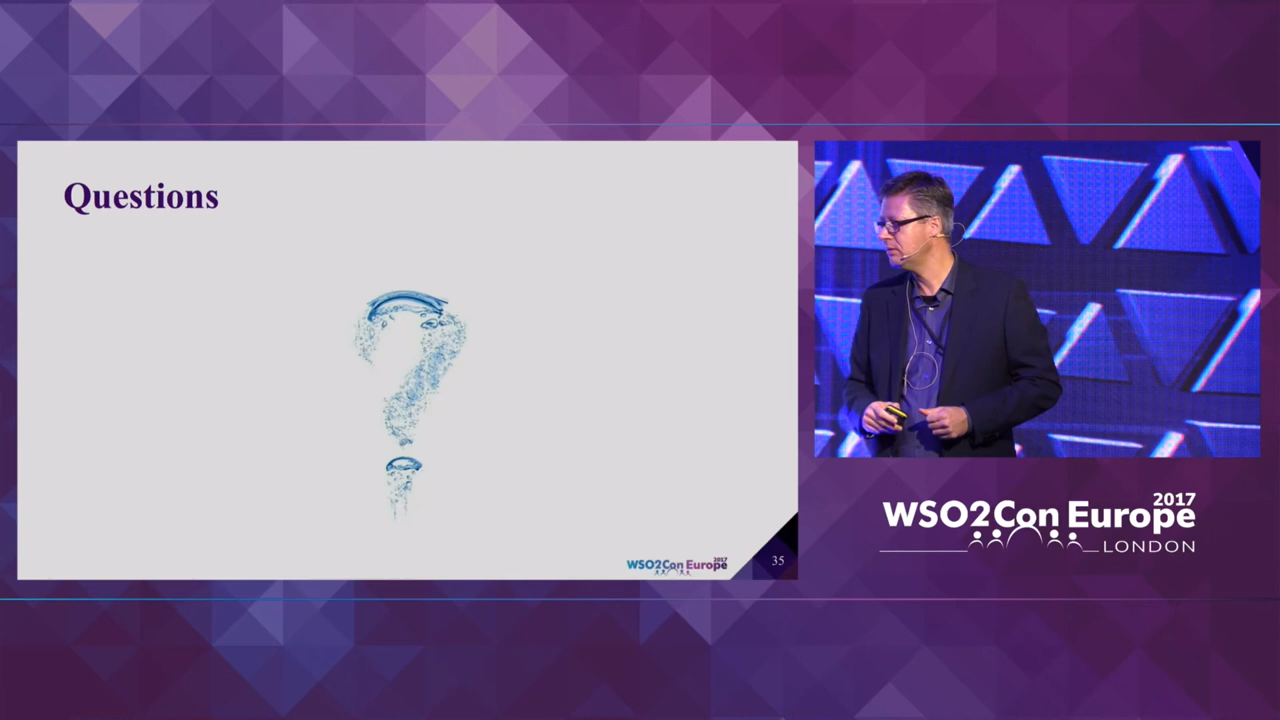 Questions
?
WSO2Con Europe 2017
35
2017
WSO2Con Europe
LONDON